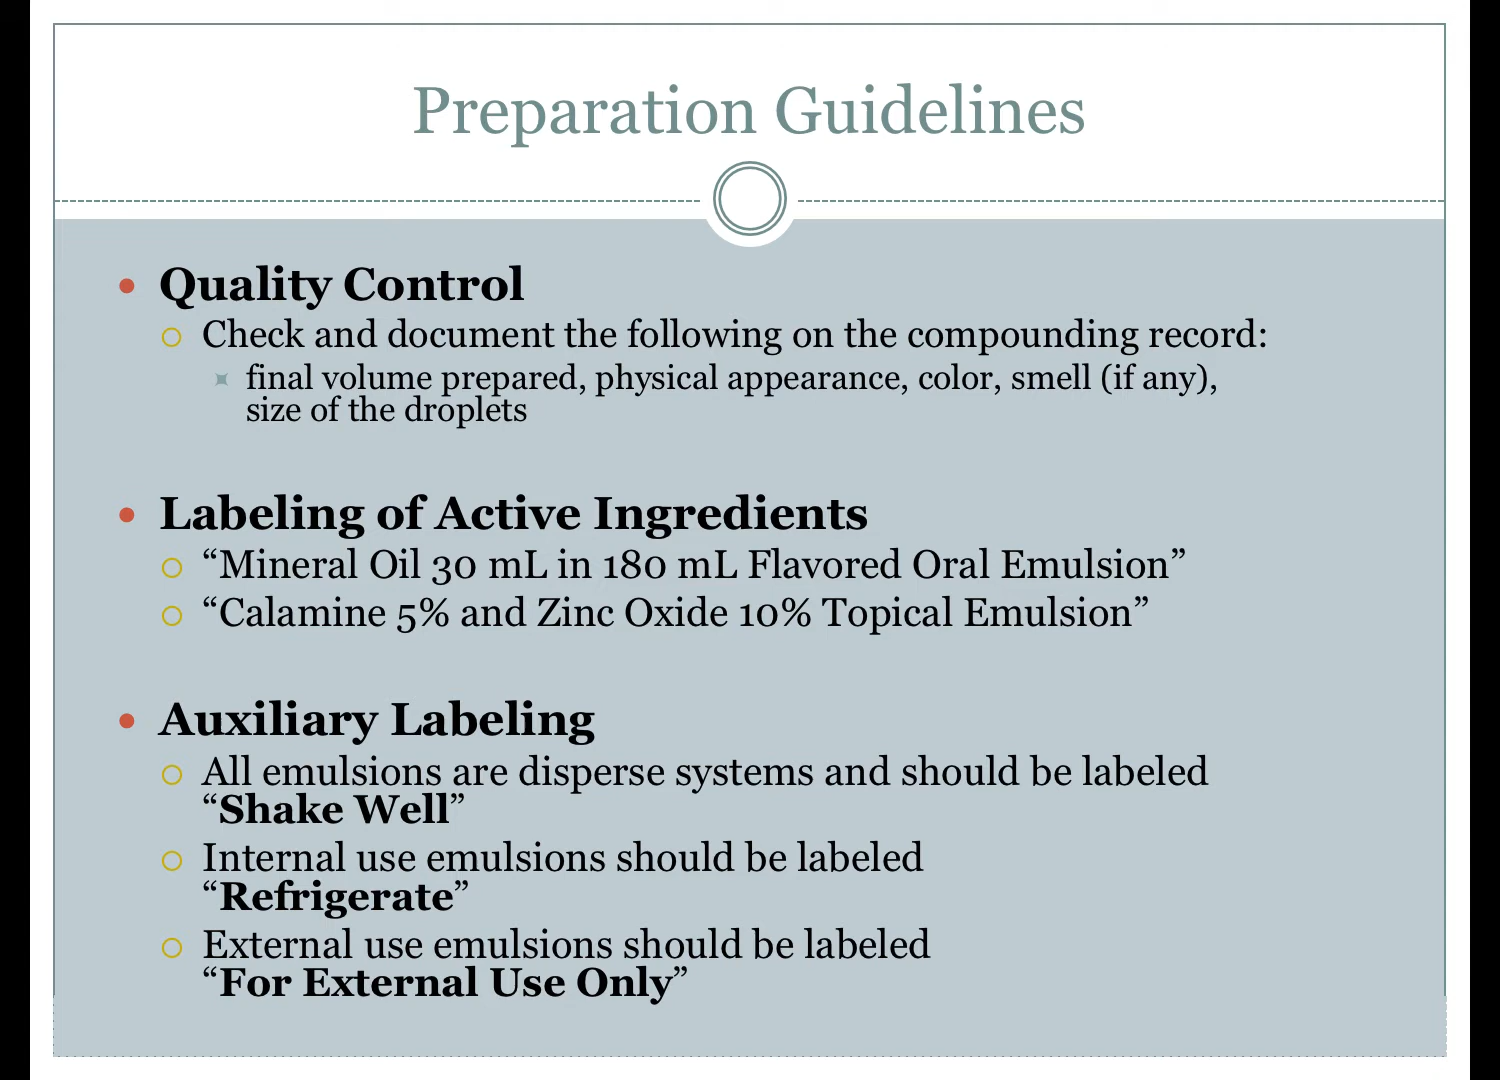 Preparation Guidelines
Quality Control
Check and document the following on the compounding record:
final volume prepared, physical appearance, color, smell (if any),
size of the droplets
Labeling of Active Ingredients
“Mineral Oil 30 mL in 180 mL Flavored Oral Emulsion”
“Calamine 5% and Zinc Oxide 10% Topical Emulsion”
Auxiliary Labeling
All emulsions are disperse systems and should be labeled
“Shake Well”
Internal use emulsions should be labeled
“Refrigerate”
External use emulsions should be labeled
“For External Use Only”